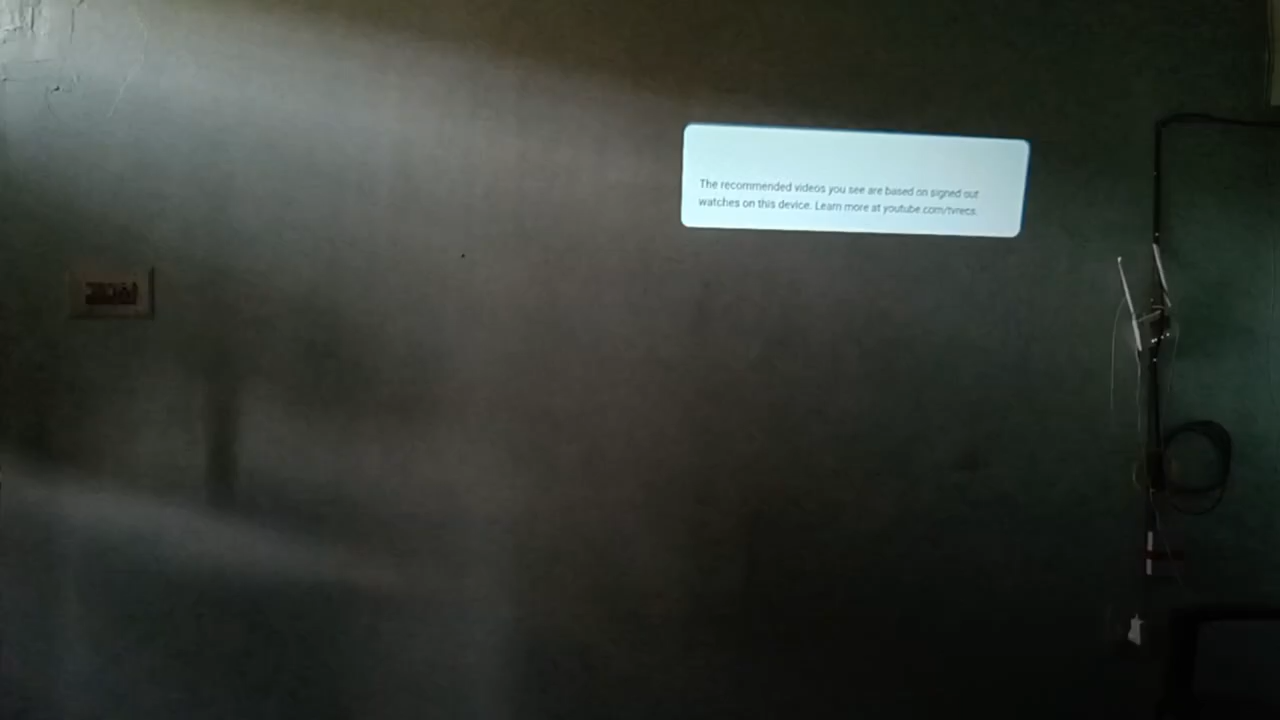 The recommended videos you see are based on signed out
watches on this device. Learn more at youtube.com/tvrecs.